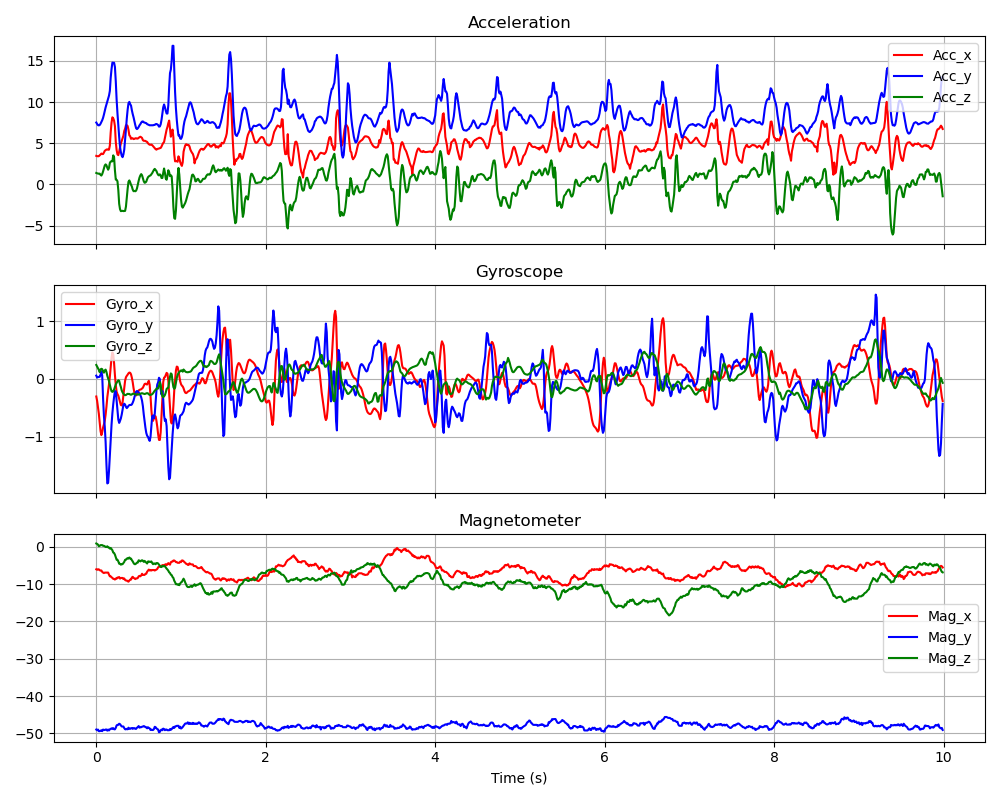 Acceleration
15
10
5
0
−5
Acc_x
Acc_y
Acc_z
Gyroscope
1
0
−1
Gyro_x
Gyro_y
Gyro_z
Magnetometer
0
−10
−20
−30
−40
−50
Mag_x
Mag_y
Mag_z
0 2 4 6 8 10
Time (s)